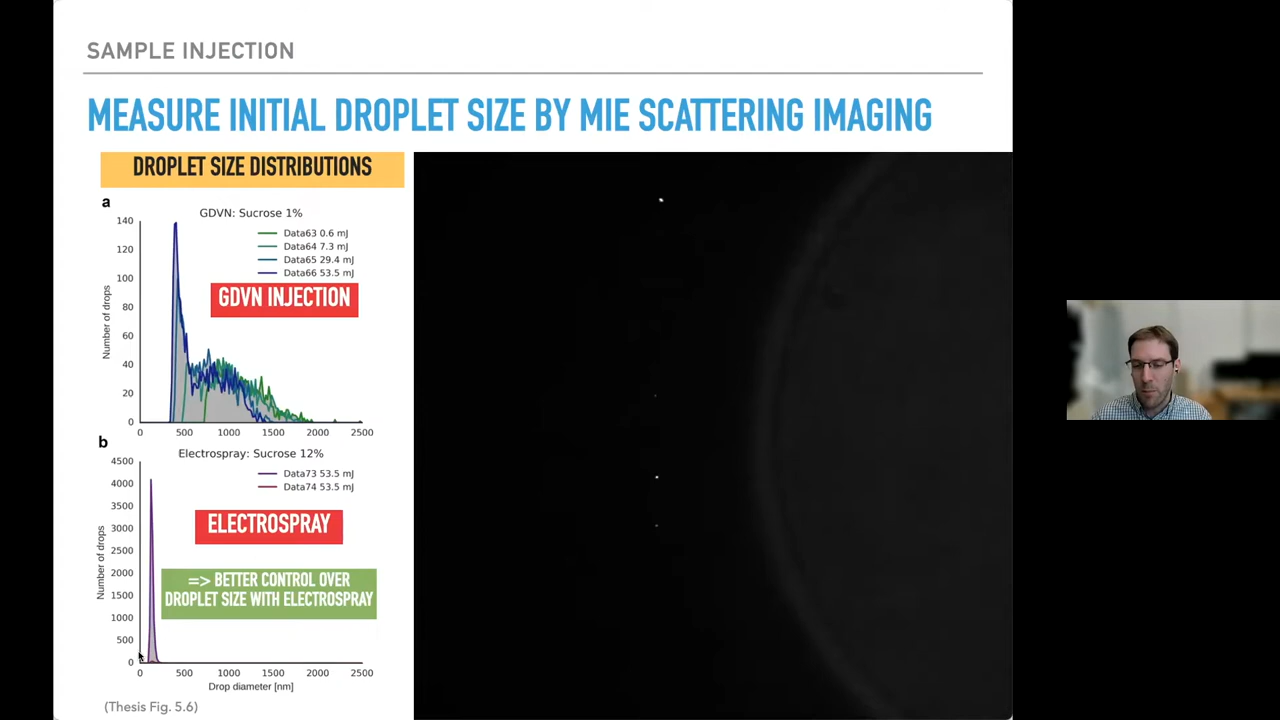 SAMPLE INJECTION
MEASURE INITIAL DROPLET SIZE BY MIE SCATTERING IMAGING
DROPLET SIZE DISTRIBUTIONS
a
GDVN: Sucrose 1%
140
120
100
80
60
40
20
0
Number of drops
Data63 0.6 mJ
Data64 7.3 mJ
Data65 29.4 mJ
Data66 53.5 mJ
GDVN INJECTION
0 500 1000 1500 2000 2500
b
Electrospray: Sucrose 12%
4500
4000
3500
3000
2500
2000
1500
1000
500
0
Number of drops
Data73 53.5 mJ
Data74 53.5 mJ
ELECTROSPRAY
=> BETTER CONTROL OVER
DROPLET SIZE WITH ELECTROSPRAY
0 500 1000 1500 2000 2500
Drop diameter [nm]
(Thesis Fig. 5.6)